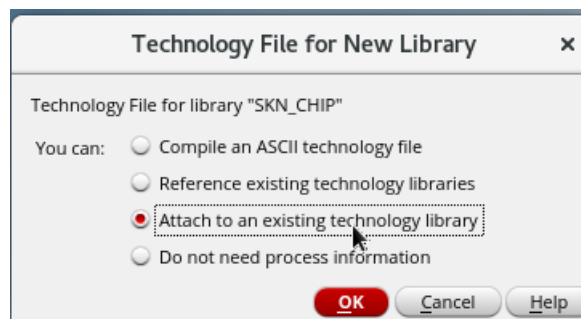 Technology File for New Library ×
Technology File for library "SKN_CHIP"
You can: Compile an ASCII technology file
Reference existing technology libraries
Attach to an existing technology library
Do not need process information
OK Cancel Help